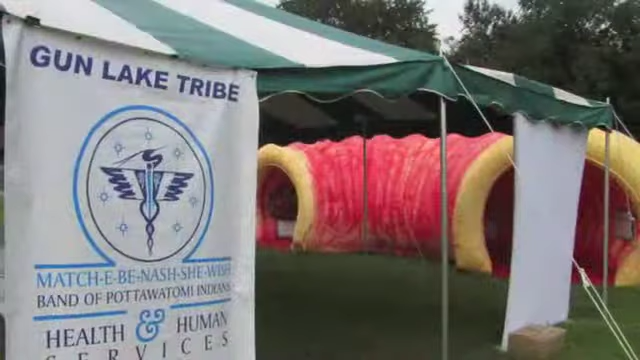 GUN LAKE TRIBE
MATCH-E-BE-NASH-SHE-WISH
BAND OF POTTAWATOMI INDIANS
HEALTH & HUMAN
SERVICES